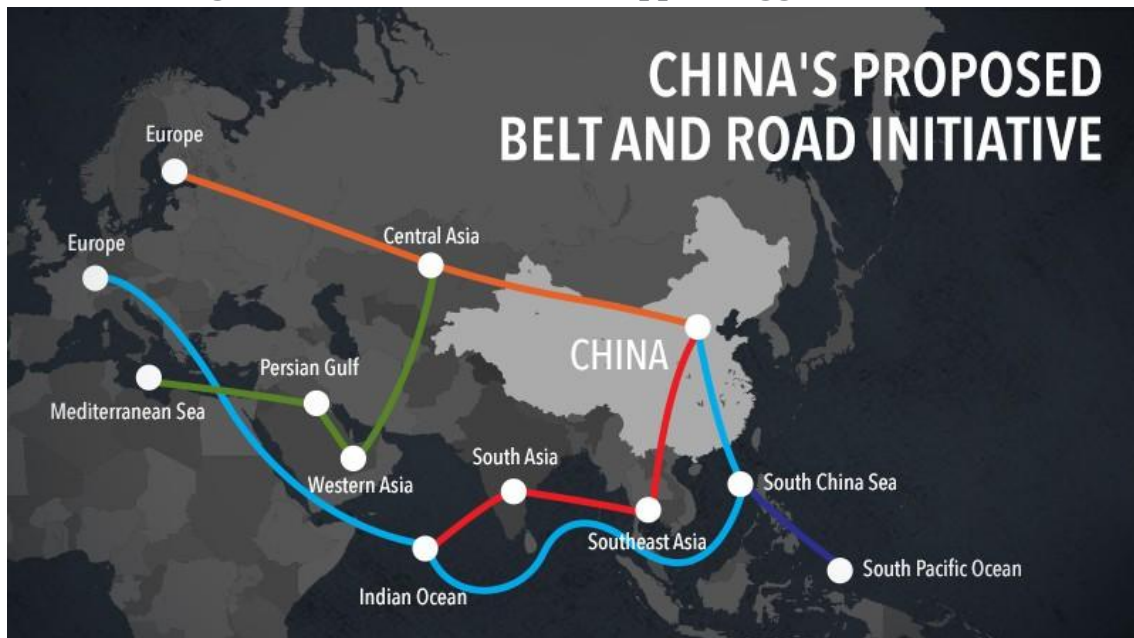 CHINA'S PROPOSED
BELT AND ROAD INITIATIVE
Europe
Central Asia
Europe
CHINA
Persian Gulf
Mediterranean Sea
South Asia
Western Asia
South China Sea
Southeast Asia
South Pacific Ocean
Indian Ocean